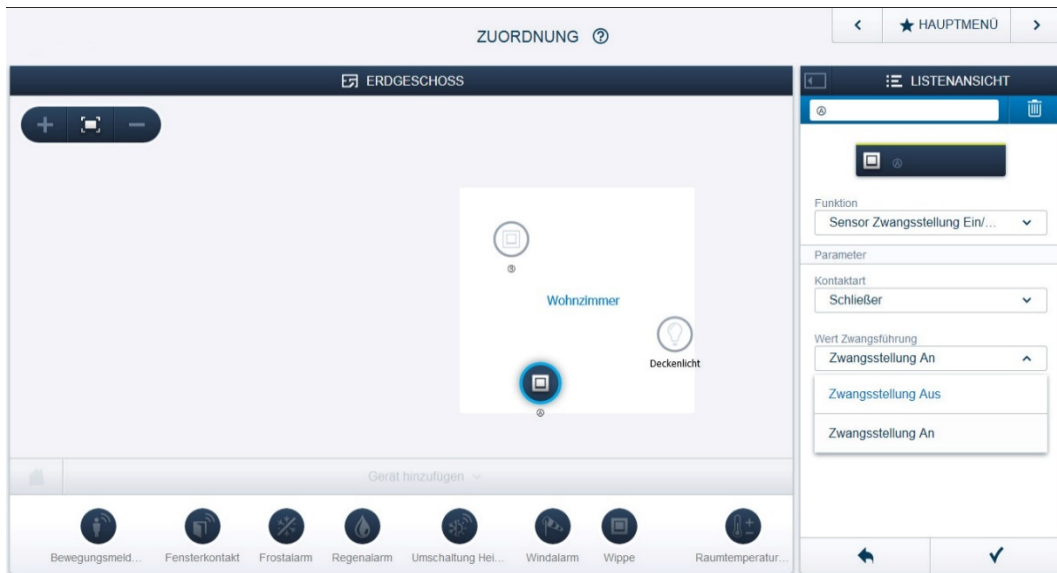 ZUORDNUNG ?
HAUPTMENÜ
ERDGESCHOSS
LISTENANSICHT
Ⓐ
Ⓐ
Funktion
Sensor Zwangsstellung Ein/...
Parameter
Kontaktart
Schließer
Wert Zwangsführung
Zwangsstellung An
Zwangsstellung Aus
Zwangsstellung An
Wohnzimmer
Deckenlicht
Ⓐ
Gerät hinzufügen
Bewegungsmeld...
Fensterkontakt
Frostalarm
Regenalarm
Umschaltung Hei...
Windalarm
Wippe
Raumtemperatur...